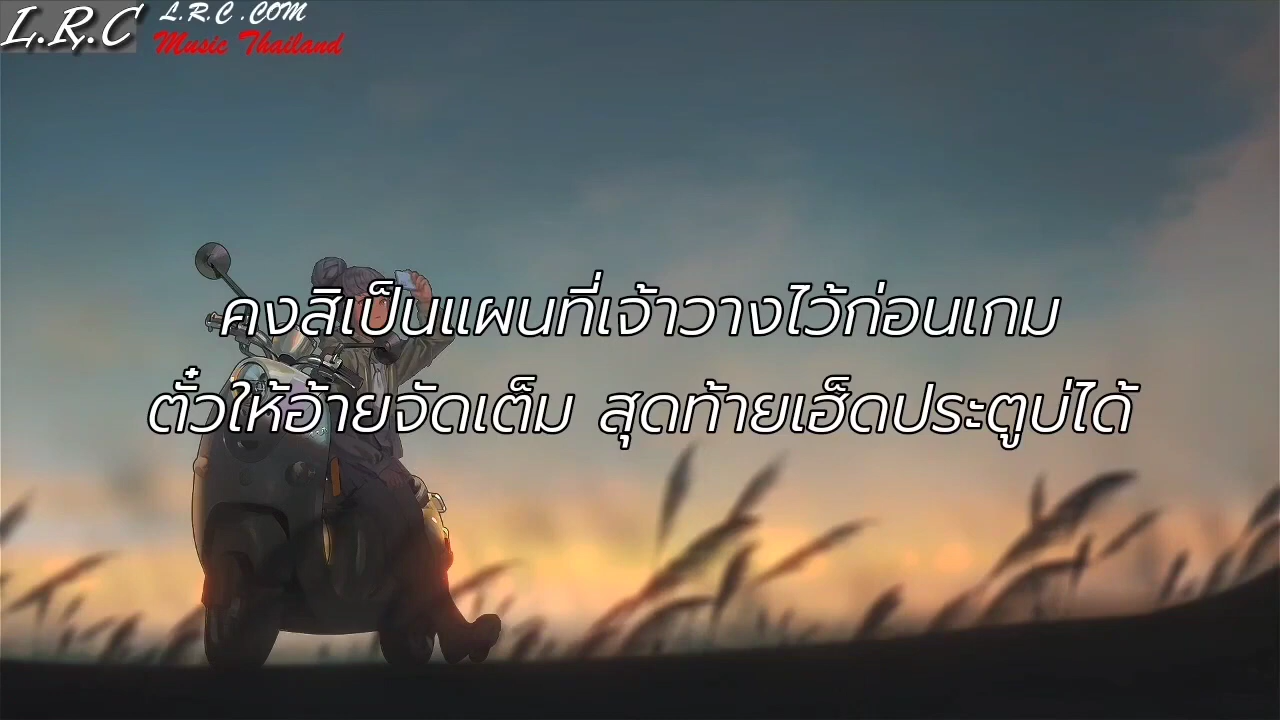 L.R.C
L.R.C .COM
Music Thailand
คงสิเป็นแผนที่เจ้าวางไว้ก่อนเกม
ตั๋วให้อ้ายจัดเต็ม สุดท้ายเฮ็ดประตูบ่ได้